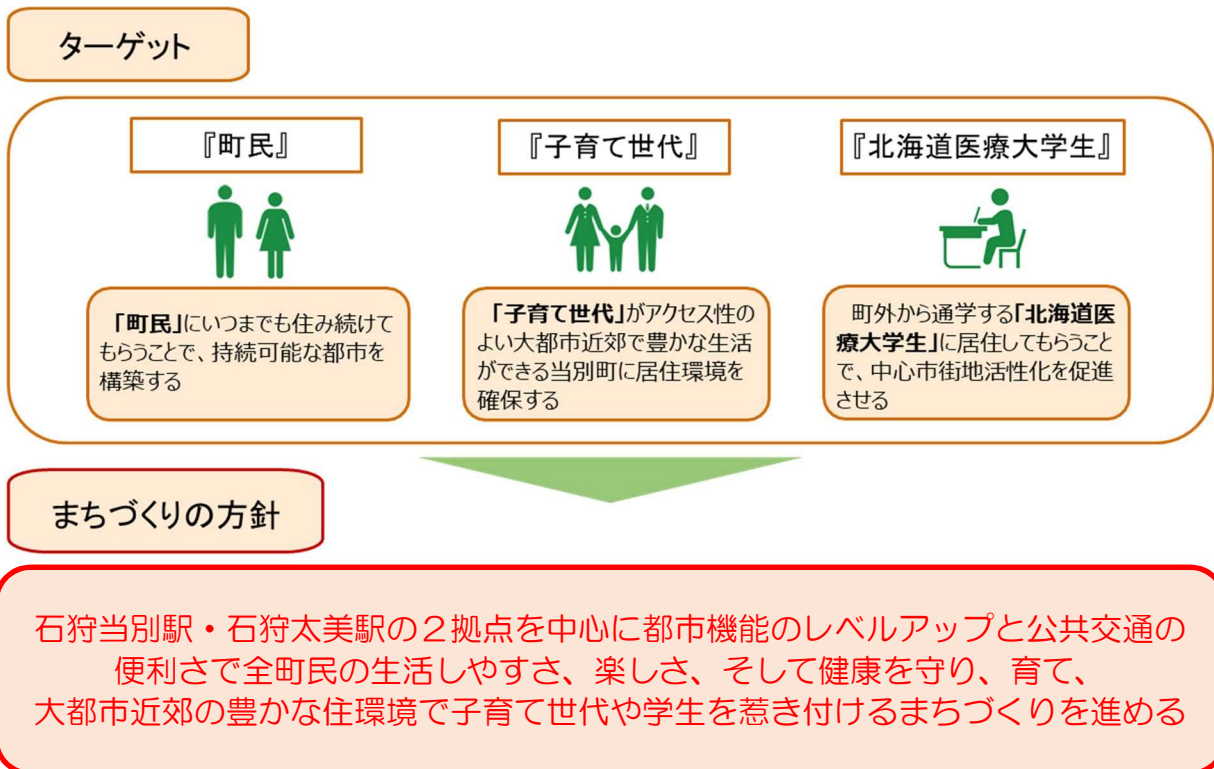 ターゲット
『町民』
「町民」にいつまでも住み続けて
もらうことで、持続可能な都市を
構築する
『子育て世代』
「子育て世代」がアクセス性の
よい大都市近郊で豊かな生活
ができる当別町に居住環境を
確保する
『北海道医療大学生』
町外から通学する「北海道医
療大学生」に居住してもらうこと
で、中心市街地活性化を促進
させる
まちづくりの方針
石狩当別駅・石狩太美駅の２拠点を中心に都市機能のレベルアップと公共交通の
便利さで全町民の生活しやすさ、楽しさ、そして健康を守り、育て、
大都市近郊の豊かな住環境で子育て世代や学生を惹き付けるまちづくりを進める